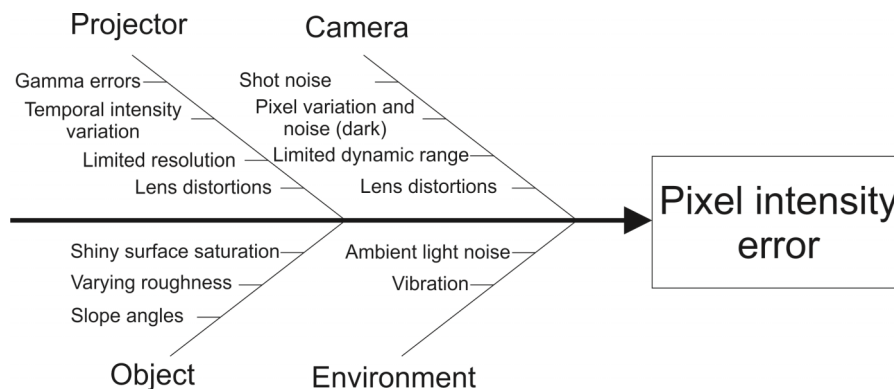 Projector
Camera
Gamma errors
Temporal intensity
variation
Limited resolution
Lens distortions
Shot noise
Pixel variation and
noise (dark)
Limited dynamic range
Lens distortions
Pixel intensity
error
Shiny surface saturation
Varying roughness
Slope angles
Ambient light noise
Vibration
Object
Environment